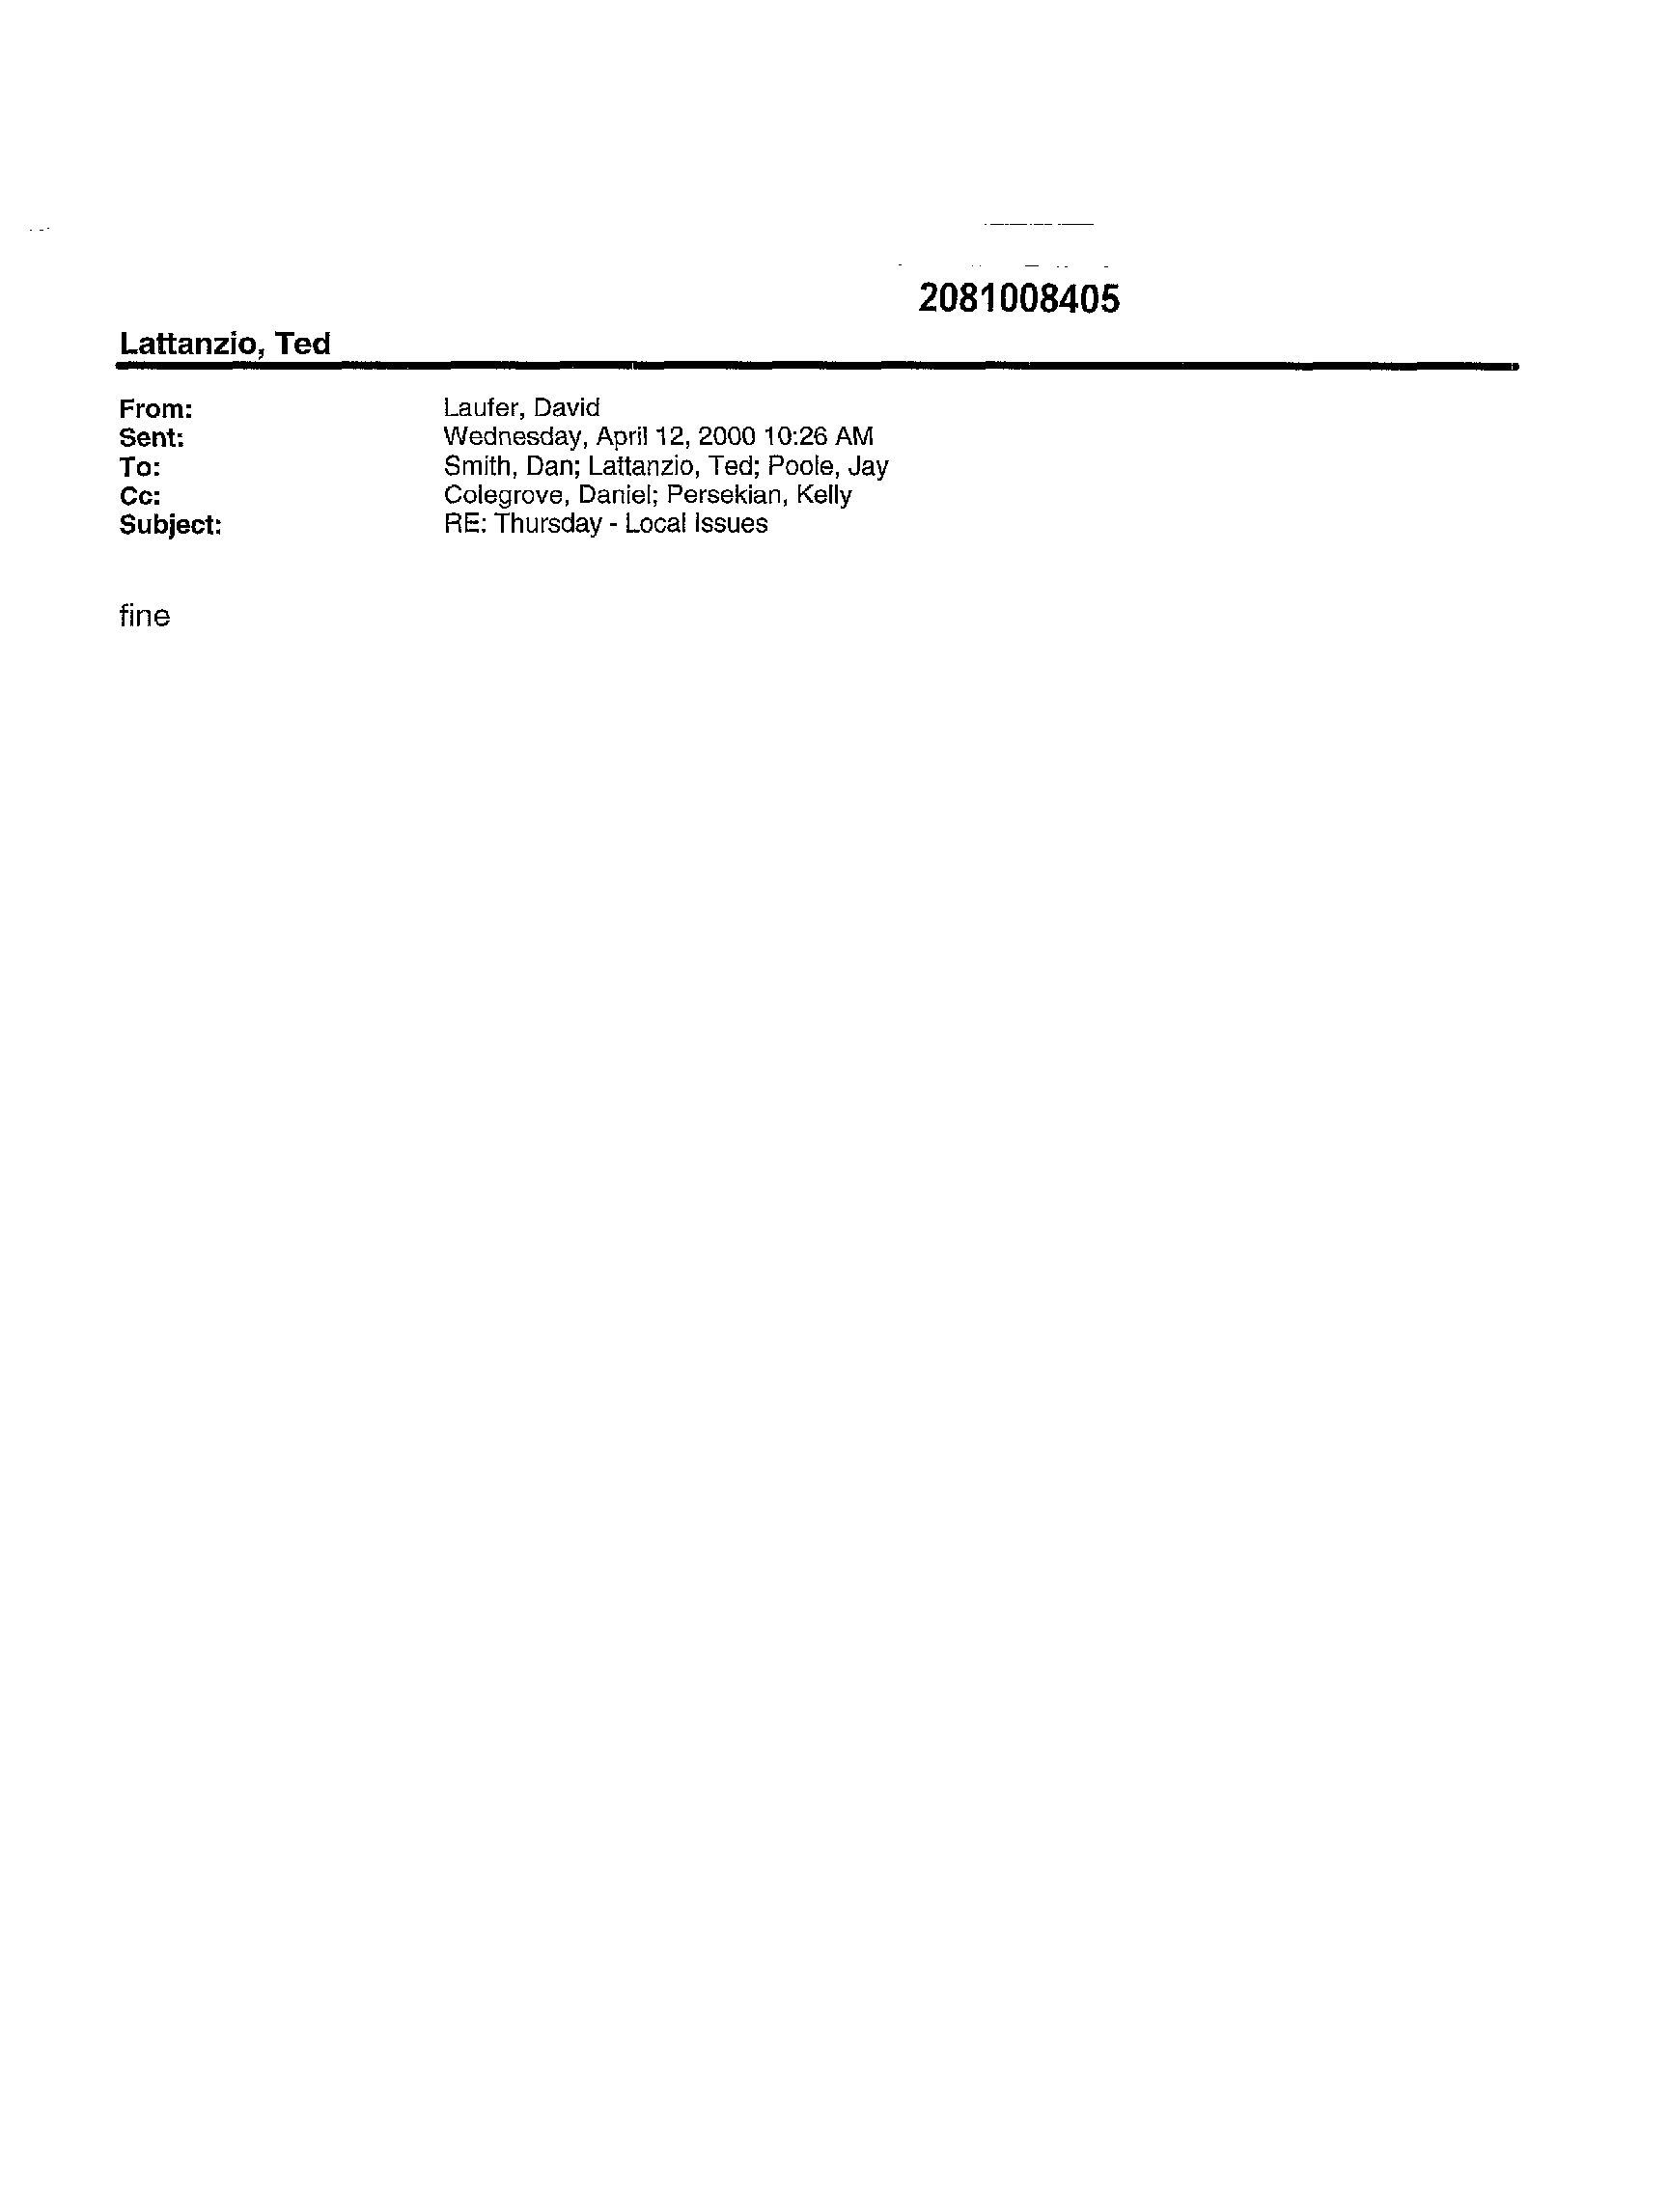 2081008405
Lattanzio, Ted
From: Laufer, David
Sent: Wednesday, April 12, 2000 10:26 AM
To: Smith, Dan; Lattanzio, Ted; Poole, Jay
Cc: Colegrove, Daniel; Persekian, Kelly
Subject: RE: Thursday - Local Issues
fine